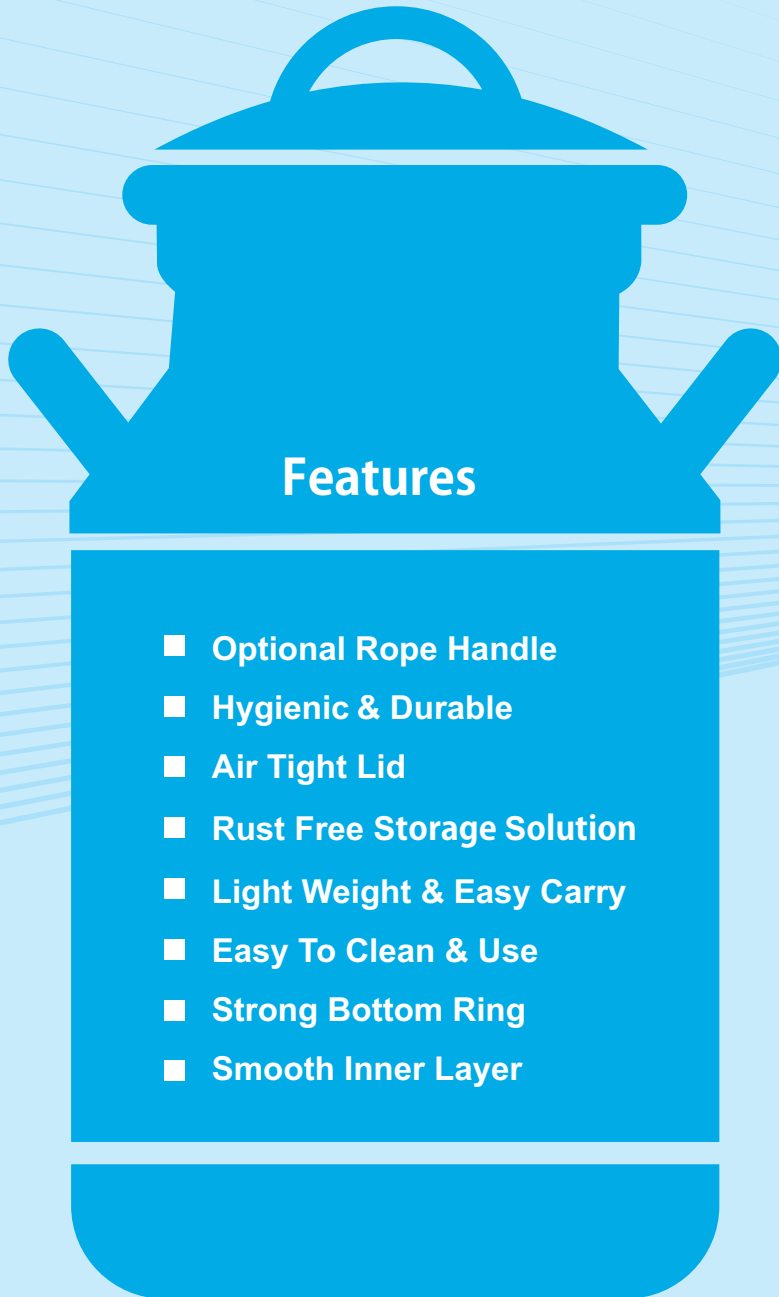 Features
Optional Rope Handle
Hygienic & Durable
Air Tight Lid
Rust Free Storage Solution
Light Weight & Easy Carry
Easy To Clean & Use
Strong Bottom Ring
Smooth Inner Layer